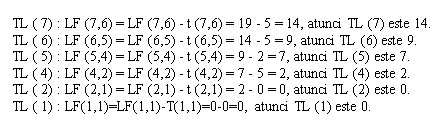 TL ( 7) : LF (7,6) = LF (7,6) - t (7,6) = 19 - 5 = 14, atunci TL (7) este 14.
TL ( 6) : LF (6,5) = LF (6,5) - t (6,5) = 14 - 5 = 9, atunci TL (6) este 9.
TL ( 5) : LF (5,4) = LF (5,4) - t (5,4) = 9 - 2 = 7, atunci TL (5) este 7.
TL ( 4) : LF (4,2) = LF (4,2) - t (4,2) = 7 - 5 = 2, atunci TL (4) este 2.
TL ( 2) : LF (2,1) = LF (2,1) - t (2,1) = 2 - 0 = 0, atunci TL (2) este 0.
TL ( 1) : LF(1,1)=LF(1,1)-T(1,1)=0-0=0, atunci TL (1) este 0.